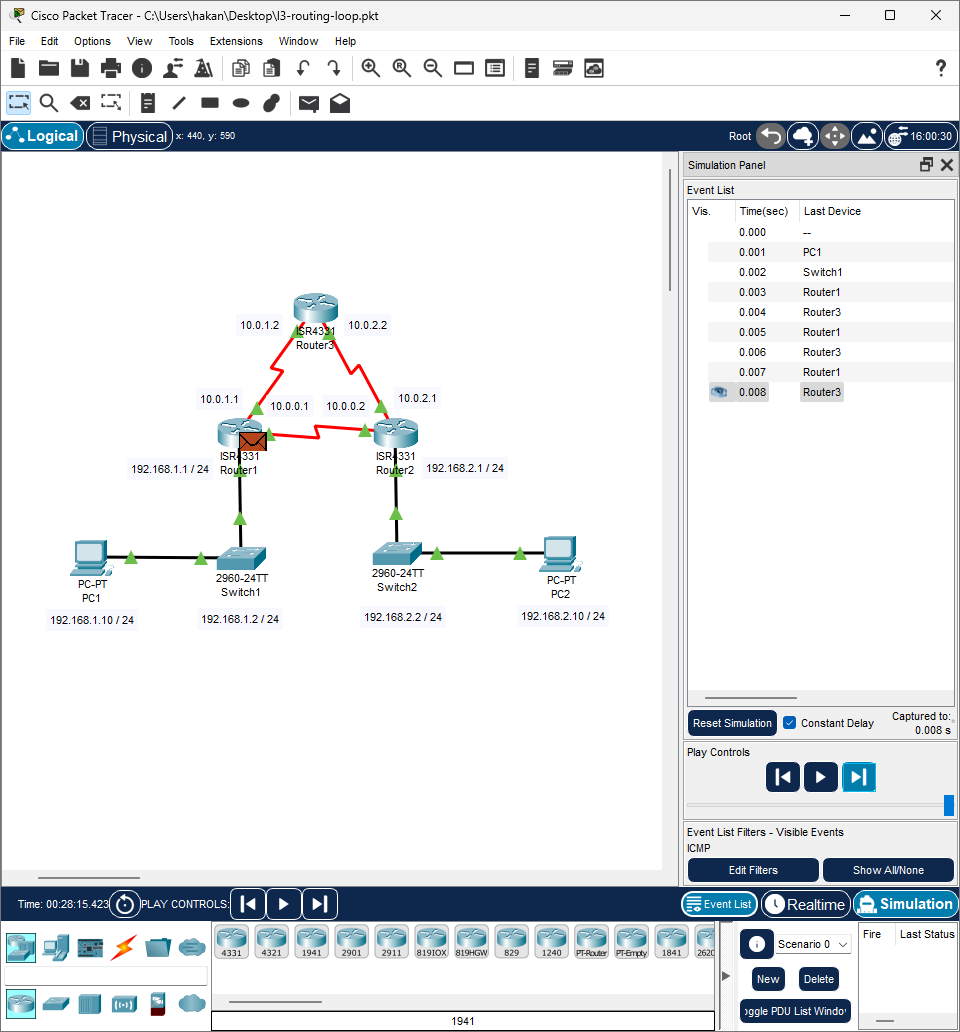 Cisco Packet Tracer - C:\Users\hakan\Desktop\l3-routing-loop.pkt
File Edit Options View Tools Extensions Window Help
Logical Physical x: 440, y: 590 Root 16:00:30
Simulation Panel
Event List
Vis. Time(sec) Last Device
0.000 --
0.001 PC1
0.002 Switch1
0.003 Router1
0.004 Router3
0.005 Router1
0.006 Router3
0.007 Router1
0.008 Router3
10.0.1.2 10.0.2.2
ISR4331
Router3
10.0.1.1 10.0.0.1 10.0.0.2 10.0.2.1
ISR4331
Router1
ISR4331
Router2
192.168.1.1 / 24 192.168.2.1 / 24
PC-PT
PC1
2960-24TT
Switch1
2960-24TT
Switch2
PC-PT
PC2
192.168.1.10 / 24 192.168.1.2 / 24 192.168.2.2 / 24 192.168.2.10 / 24
Reset Simulation Constant Delay Captured to:
0.008 s
Play Controls
Event List Filters - Visible Events
ICMP
Edit Filters Show All/None
Time: 00:28:15.423 PLAY CONTROLS: Event List Realtime Simulation
4331 4321 1941 2901 2911 819IOX 819HGW 829 1240 PT-Router PT-Empty 1841 2620
1941
Scenario 0
New Delete
oggle PDU List Windov
Fire Last Status